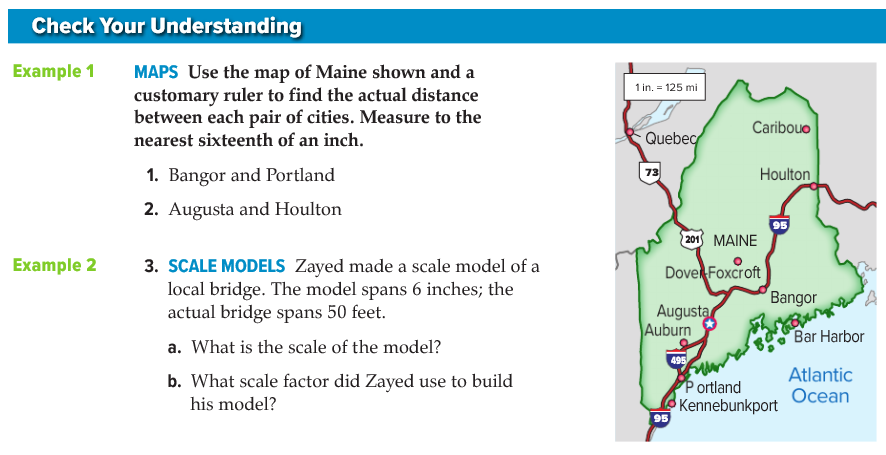 Check Your Understanding
Example 1
MAPS Use the map of Maine shown and a
customary ruler to find the actual distance
between each pair of cities. Measure to the
nearest sixteenth of an inch.
1. Bangor and Portland
2. Augusta and Houlton
Example 2
3. SCALE MODELS Zayed made a scale model of a
local bridge. The model spans 6 inches; the
actual bridge spans 50 feet.
a. What is the scale of the model?
b. What scale factor did Zayed use to build
his model?
1 in. = 125 mi
Caribou
Quebec
73
Houlton
95
201
MAINE
Dover-Foxcroft
Bangor
Augusta
Auburn
Bar Harbor
495
Atlantic
Ocean
P ortland
Kennebunkport
95